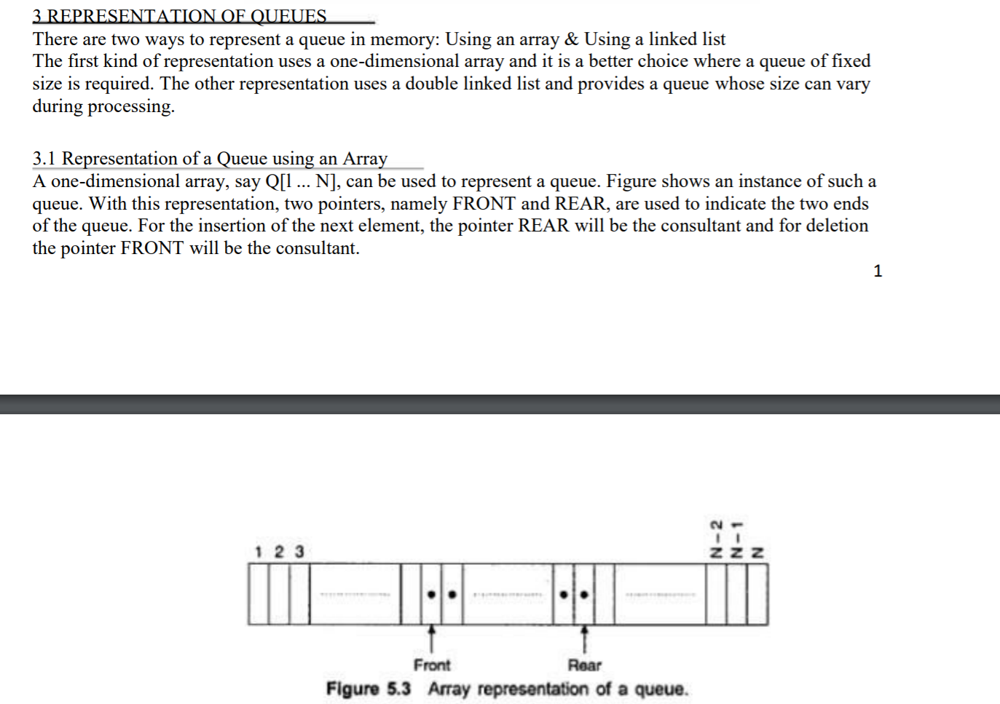 3 REPRESENTATION OF QUEUES
There are two ways to represent a queue in memory: Using an array & Using a linked list
The first kind of representation uses a one-dimensional array and it is a better choice where a queue of fixed
size is required. The other representation uses a double linked list and provides a queue whose size can vary
during processing.
3.1 Representation of a Queue using an Array
A one-dimensional array, say Q[l ... N], can be used to represent a queue. Figure shows an instance of such a
queue. With this representation, two pointers, namely FRONT and REAR, are used to indicate the two ends
of the queue. For the insertion of the next element, the pointer REAR will be the consultant and for deletion
the pointer FRONT will be the consultant.
1
1 2 3 N-2 N-1 N
Front Rear
Figure 5.3 Array representation of a queue.